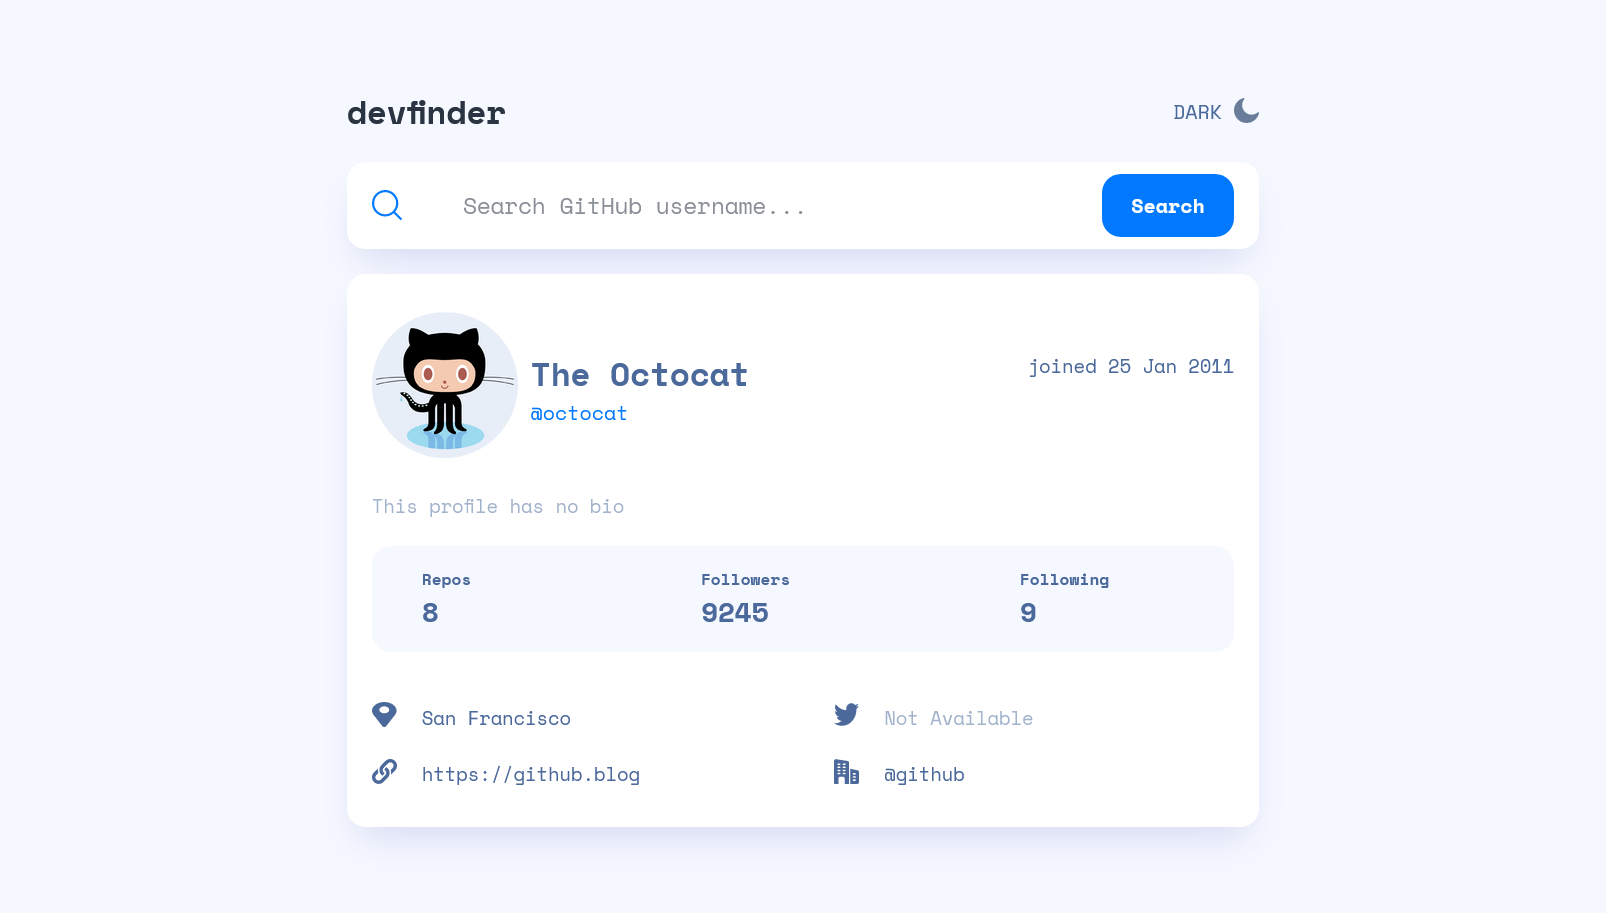 devfinder
DARK
Search GitHub username...
Search
The Octocat
joined 25 Jan 2011
@octocat
This profile has no bio
Repos
Followers
Following
8
9245
9
San Francisco
Not Available
https://github.blog
@github